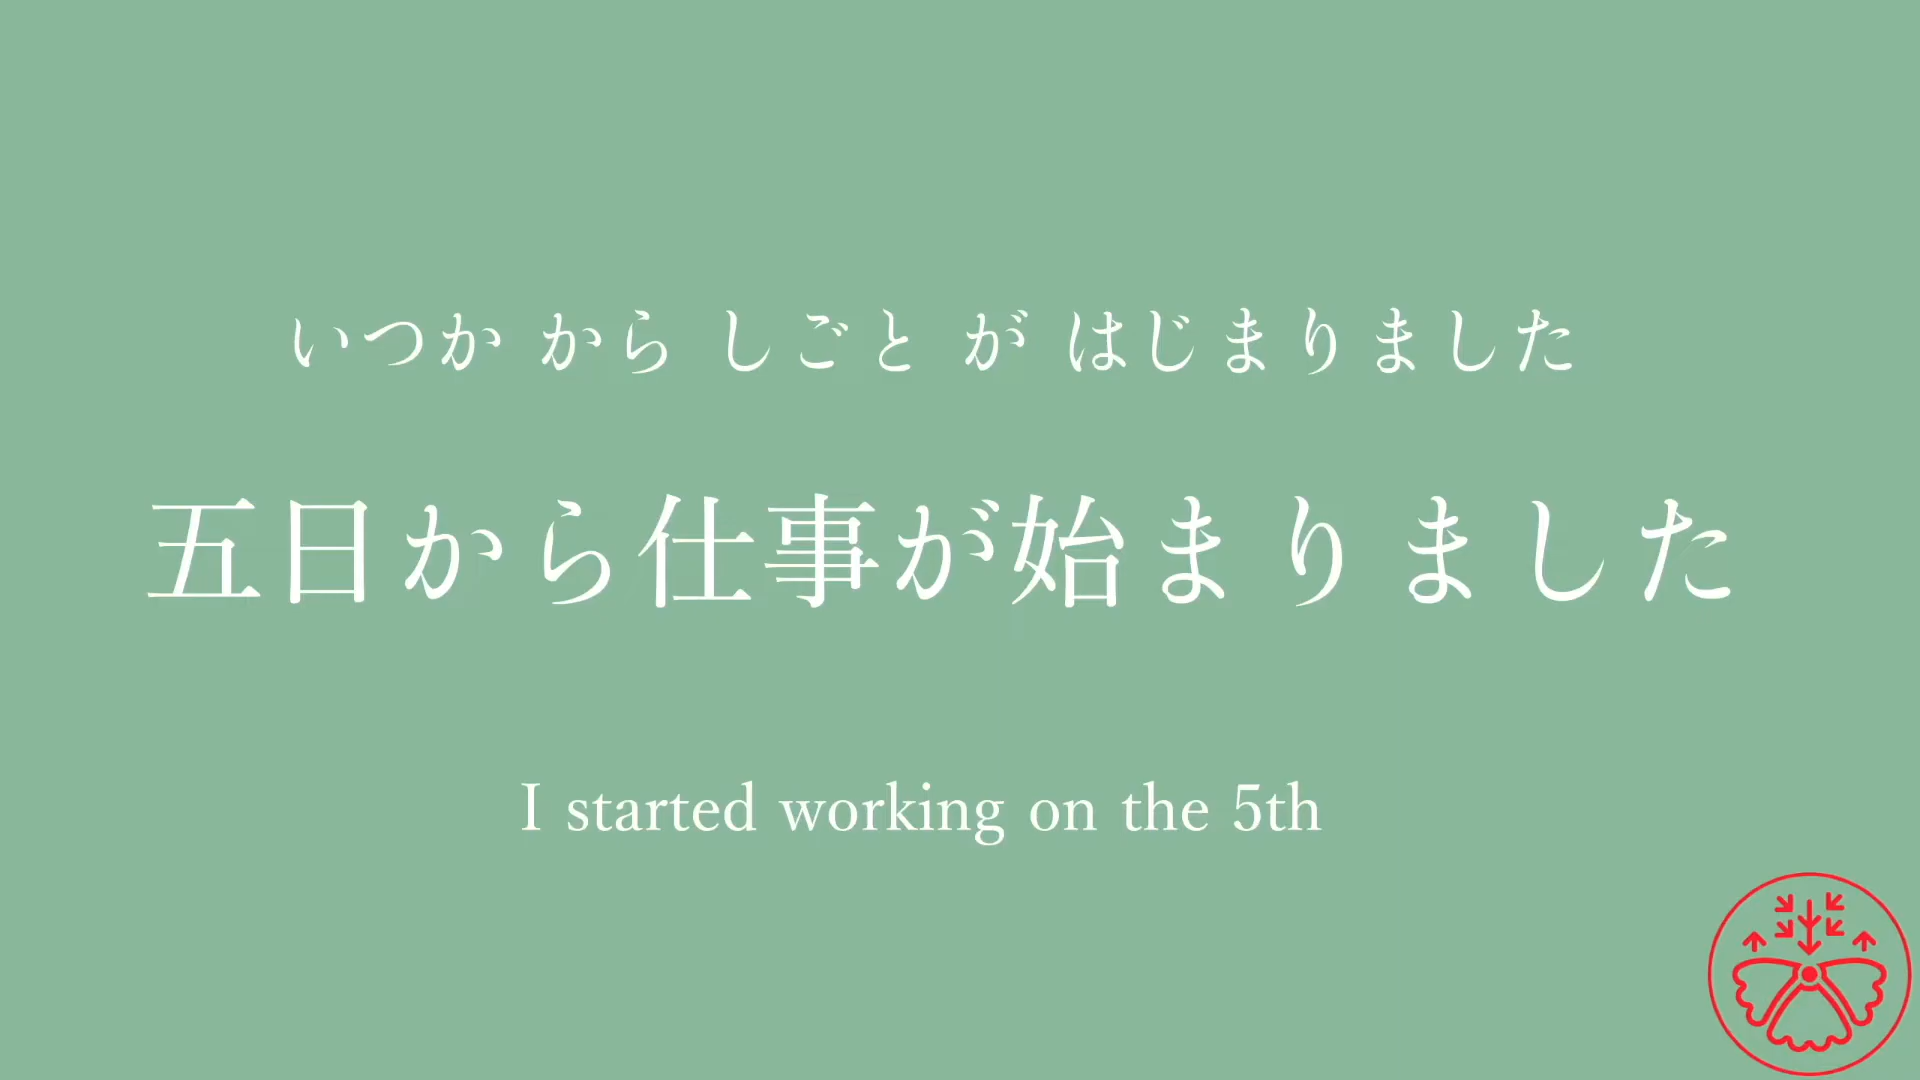 いつか から しごと が はじまりました
五日から仕事が始まりました
I started working on the 5th